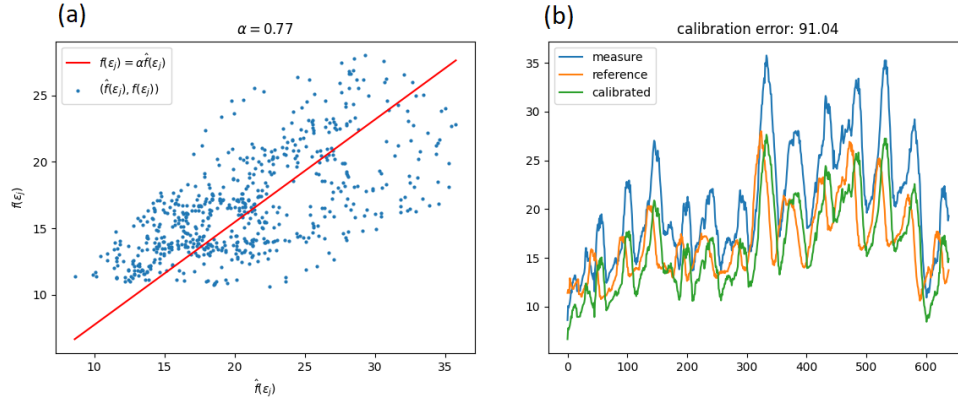 (a)
α = 0.77
f(εⱼ) = αf̂(εⱼ)
(f̂(εⱼ), f(εⱼ))
f(εⱼ)
25
20
15
10
10 15 20 25 30 35
f̂(εⱼ)
(b)
calibration error: 91.04
measure
reference
calibrated
35
30
25
20
15
10
0 100 200 300 400 500 600